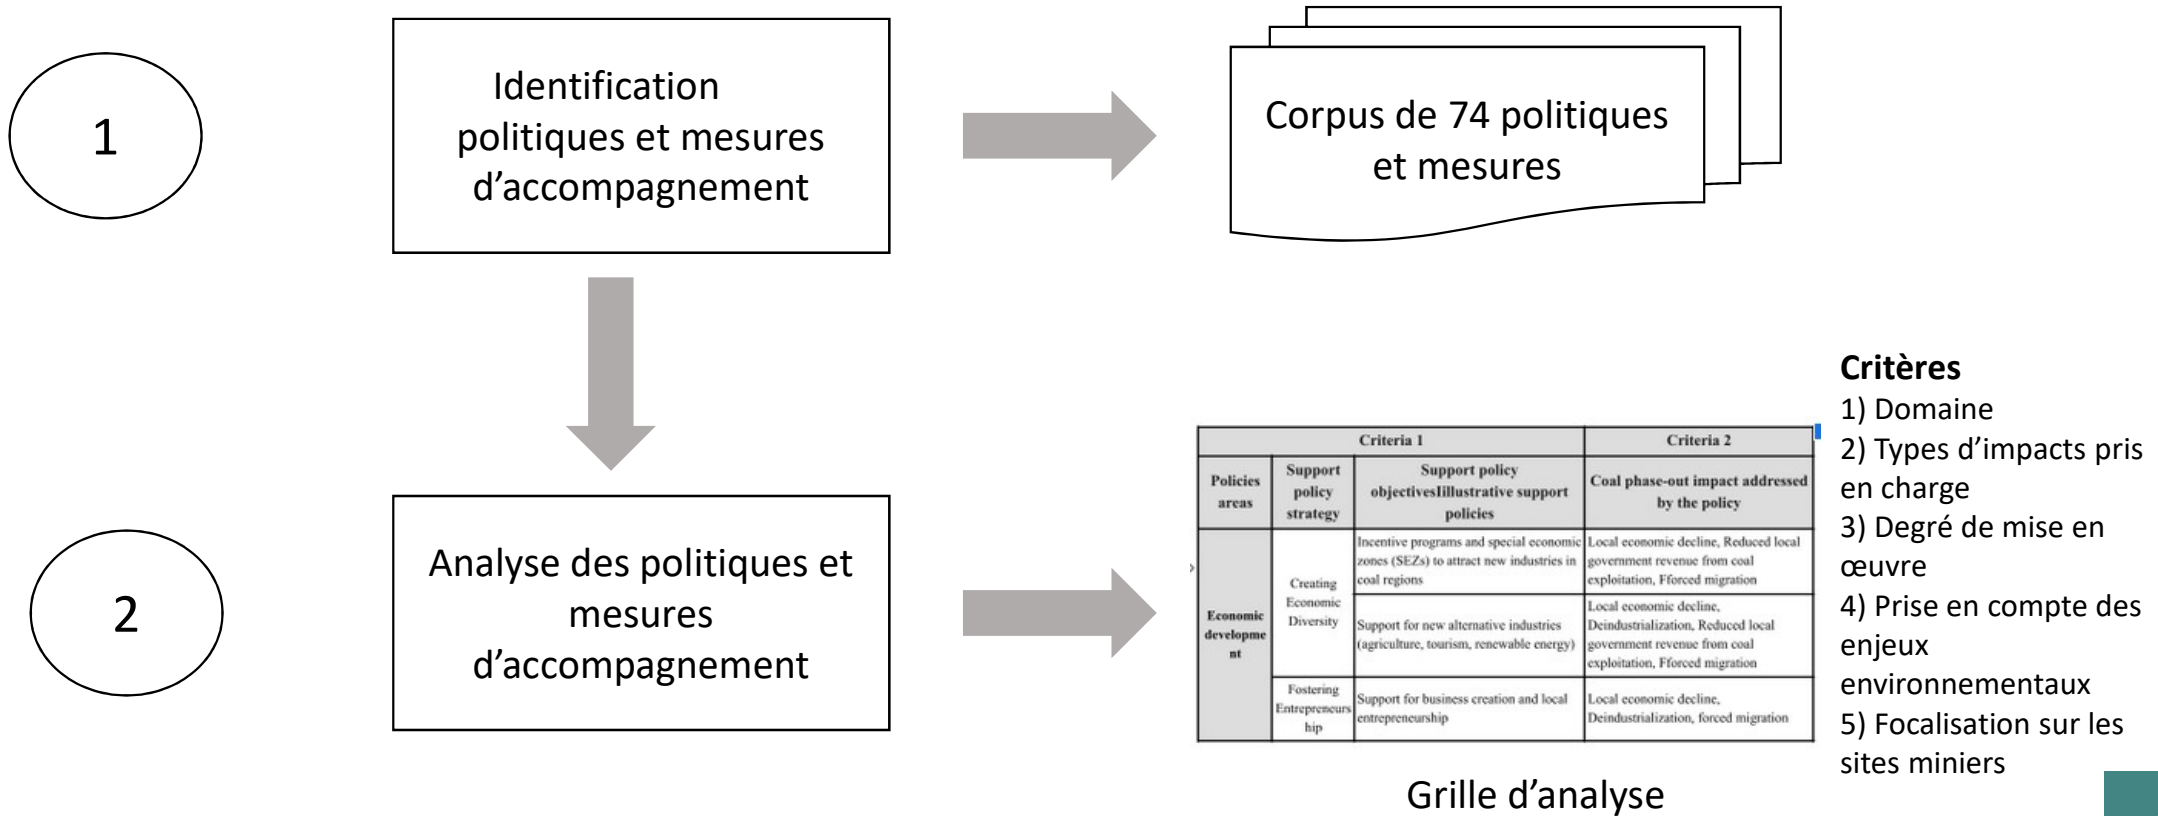 1
Identification
politiques et mesures
d’accompagnement
Corpus de 74 politiques
et mesures
2
Analyse des politiques et
mesures
d’accompagnement
Criteria 1
Criteria 2
Policies
areas
Support
policy
strategy
Support policy
objectivesIillustrative support
policies
Coal phase-out impact addressed
by the policy
Economic
developme
nt
Creating
Economic
Diversity
Incentive programs and special economic
zones (SEZs) to attract new industries in
coal regions
Local economic decline, Reduced local
government revenue from coal
exploitation, Fforced migration
Support for new alternative industries
(agriculture, tourism, renewable energy)
Local economic decline,
Deindustrialization, Reduced local
government revenue from coal
exploitation, Fforced migration
Fostering
Entrepreneurs
hip
Support for business creation and local
entrepreneurship
Local economic decline,
Deindustrialization, forced migration
Grille d’analyse
Critères
1) Domaine
2) Types d’impacts pris
en charge
3) Degré de mise en
œuvre
4) Prise en compte des
enjeux
environnementaux
5) Focalisation sur les
sites miniers